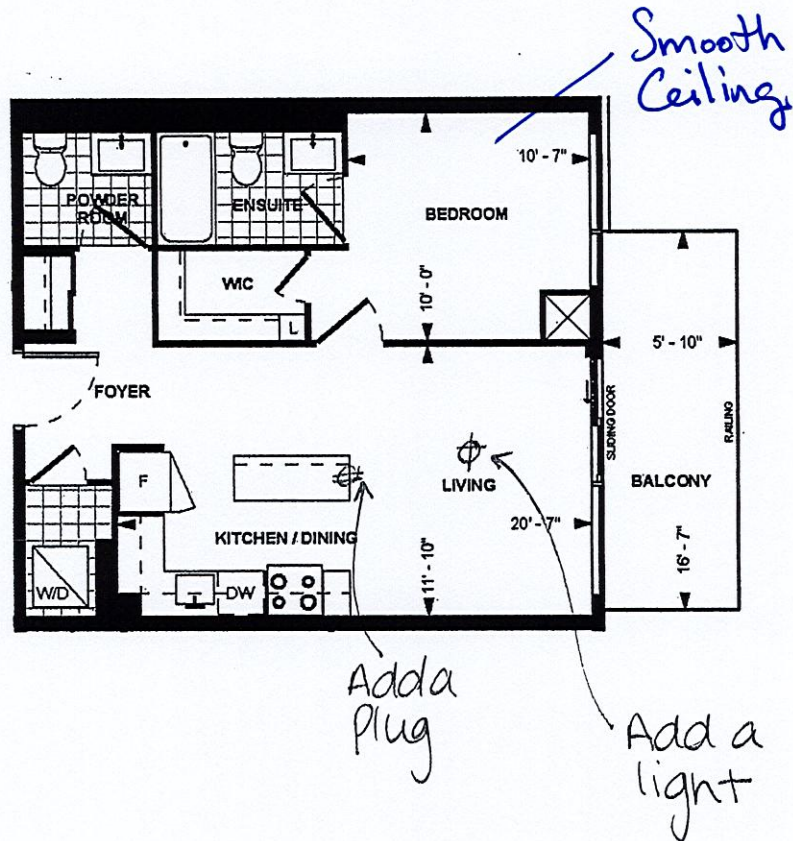 Smooth
Ceiling.
POWDER
ROOM
ENSUITE
10' - 7"
BEDROOM
WIC
10' - 0"
L
5' - 10"
FOYER
SLIDING DOOR
RAILING
F
LIVING
BALCONY
KITCHEN / DINING
20' - 7"
11' - 10"
16' - 7"
W/D
DW
Add a
Plug
Add a
light